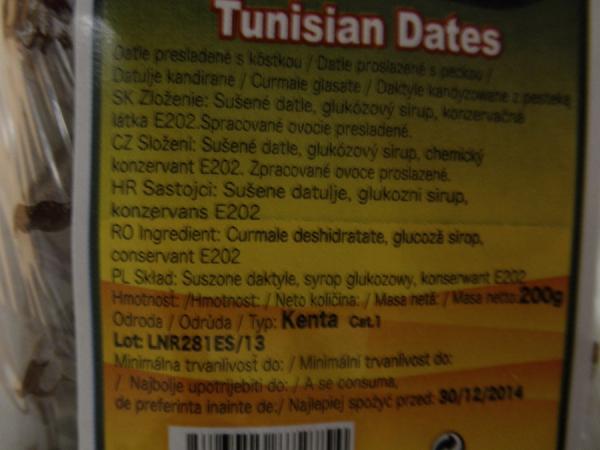 Tunisian Dates
Datle presladené s kôstkou / Datle proslazené s peckou /
Datulje kandirane / Curmale glasate / Daktyle kandyzowane z pesteką
SK Zloženie: Sušené datle, glukózový sirup, konzervačná
látka E202.Spracované ovocie presladené.
CZ Složení: Sušené datle, glukózový sirup, chemický
konzervant E202. Zpracované ovoce proslazené.
HR Sastojci: Sušene datulje, glukozni sirup,
konzervans E202
RO Ingredient: Curmale deshidratate, glucoză sirop,
conservant E202
PL Skład: Suszone daktyle, syrop glukozowy, konserwant E202
Hmotnosť: /Hmotnost: / Neto količina: / Masa netă: / Masa netto:200g
Odroda / Odrůda / Typ: Kenta Cat.1
Lot: LNR281ES/13
Minimálna trvanlivosť do: / Minimální trvanlivost do:
/ Najbolje upotrijebiti do: / A se consuma,
de preferinta inainte de:/ Najlepiej spożyć przed: 30/12/2014